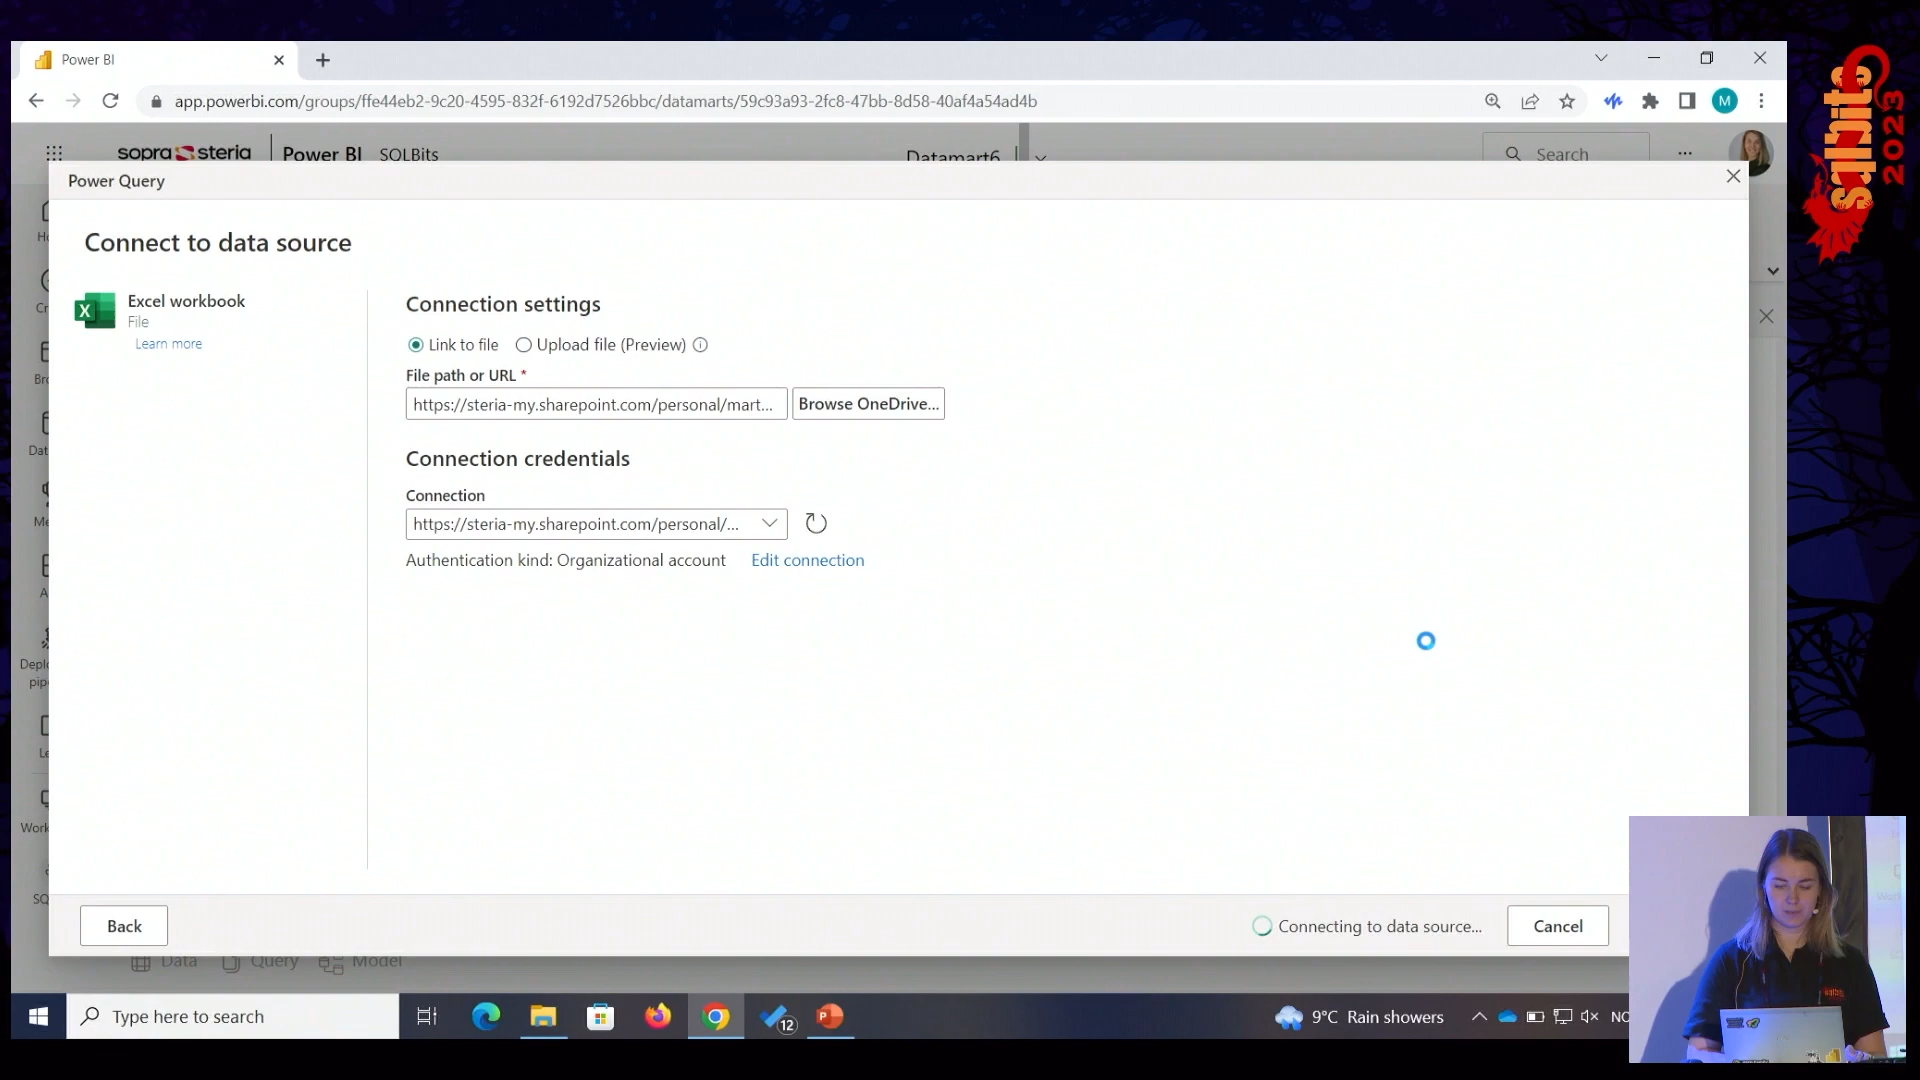 Power BI
app.powerbi.com/groups/ffe44eb2-9c20-4595-832f-6192d7526bbc/datamarts/59c93a93-2fc8-47bb-8d58-40af4a54ad4b
M
sqlbits
2023
sopra steria
Power BI SQLBits
Datamart6
Search
Power Query
Connect to data source
Excel workbook
File
Learn more
Connection settings
Link to file
Upload file (Preview)
File path or URL *
https://steria-my.sharepoint.com/personal/mart...
Browse OneDrive...
Connection credentials
Connection
https://steria-my.sharepoint.com/personal/...
Authentication kind: Organizational account
Edit connection
Back
Connecting to data source...
Cancel
Data
Query
Model
Type here to search
12
9°C Rain showers